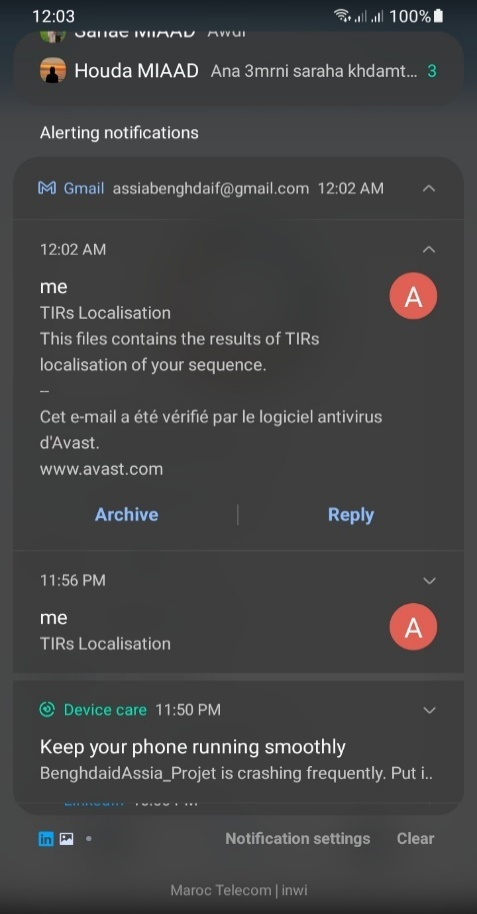 12:03 100%
Sanae MIAAD Awdi
Houda MIAAD Ana 3mrni saraha khdamt... 3
Alerting notifications
Gmail assiabenghdaif@gmail.com 12:02 AM
12:02 AM
me
A
TIRs Localisation
This files contains the results of TIRs
localisation of your sequence.
--
Cet e-mail a été vérifié par le logiciel antivirus
d'Avast.
www.avast.com
Archive Reply
11:56 PM
me
A
TIRs Localisation
Device care 11:50 PM
Keep your phone running smoothly
BenghdaidAssia_Projet is crashing frequently. Put i..
in Notification settings Clear
Maroc Telecom | inwi